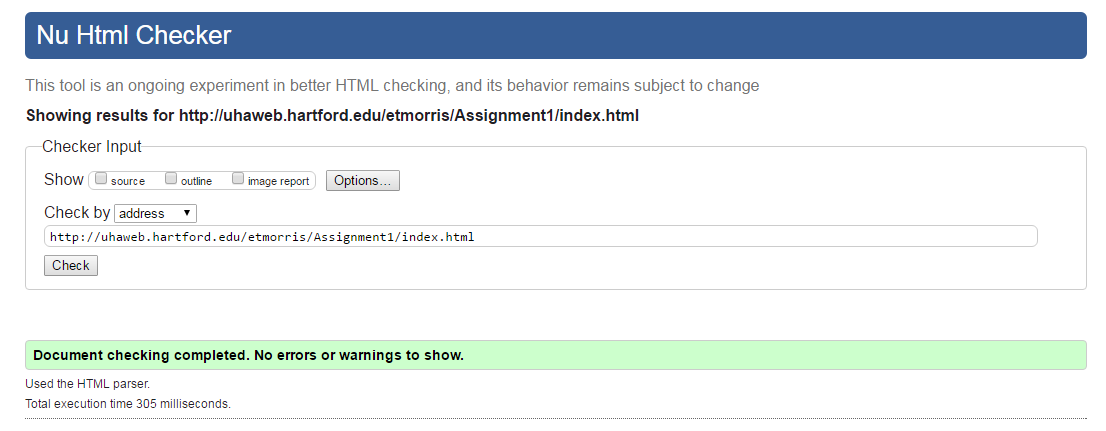 Nu Html Checker
This tool is an ongoing experiment in better HTML checking, and its behavior remains subject to change
Showing results for http://uhaweb.hartford.edu/etmorris/Assignment1/index.html
Checker Input
Show source outline image report Options...
Check by address
http://uhaweb.hartford.edu/etmorris/Assignment1/index.html
Check
Document checking completed. No errors or warnings to show.
Used the HTML parser.
Total execution time 305 milliseconds.